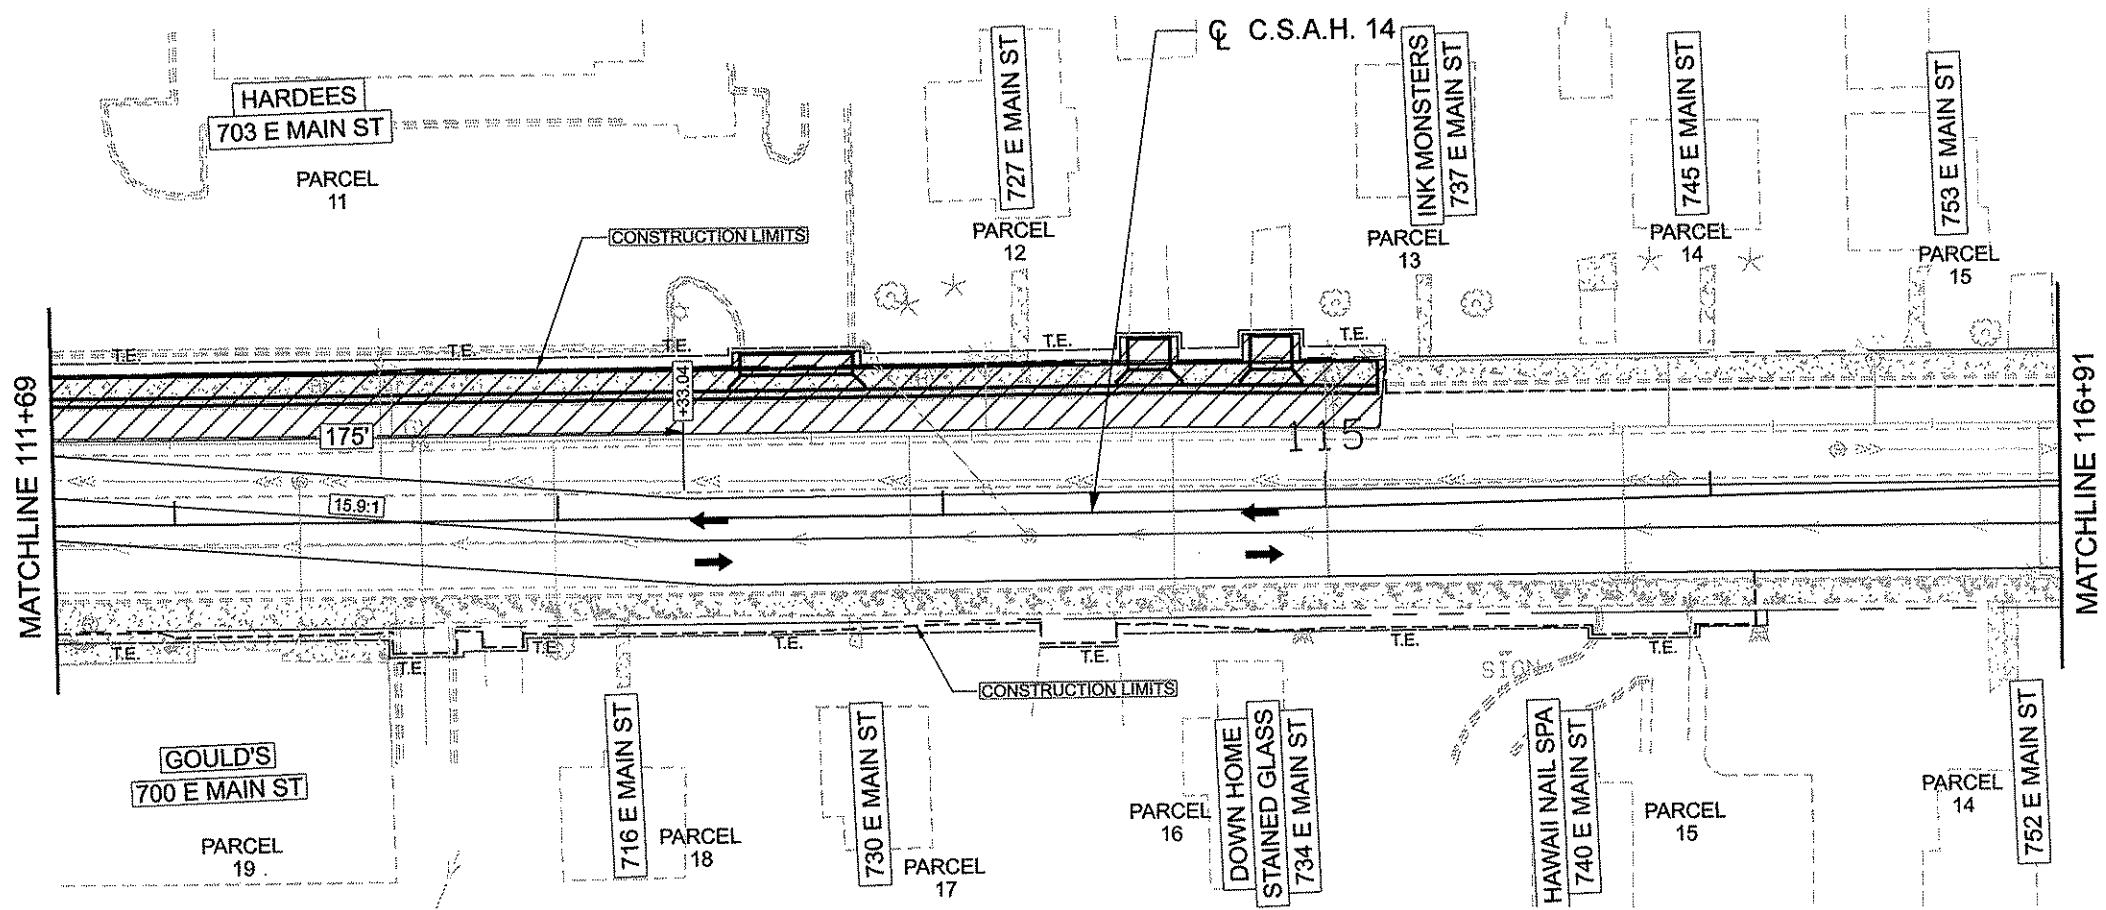 ℄ C.S.A.H. 14
HARDEES
703 E MAIN ST
PARCEL
11
727 E MAIN ST
PARCEL
12
INK MONSTERS
737 E MAIN ST
PARCEL
13
745 E MAIN ST
PARCEL
14
753 E MAIN ST
PARCEL
15
CONSTRUCTION LIMITS
T.E.
T.E.
T.E.
T.E.
T.E.
MATCHLINE 111+69
+33.04
175'
115
15.9:1
MATCHLINE 116+91
T.E.
T.E.
T.E.
T.E.
T.E.
T.E.
T.E.
SIGN
CONSTRUCTION LIMITS
GOULD'S
700 E MAIN ST
PARCEL
19
716 E MAIN ST
PARCEL
18
730 E MAIN ST
PARCEL
17
PARCEL
16
DOWN HOME
STAINED GLASS
734 E MAIN ST
HAWAII NAIL SPA
740 E MAIN ST
PARCEL
15
PARCEL
14
752 E MAIN ST